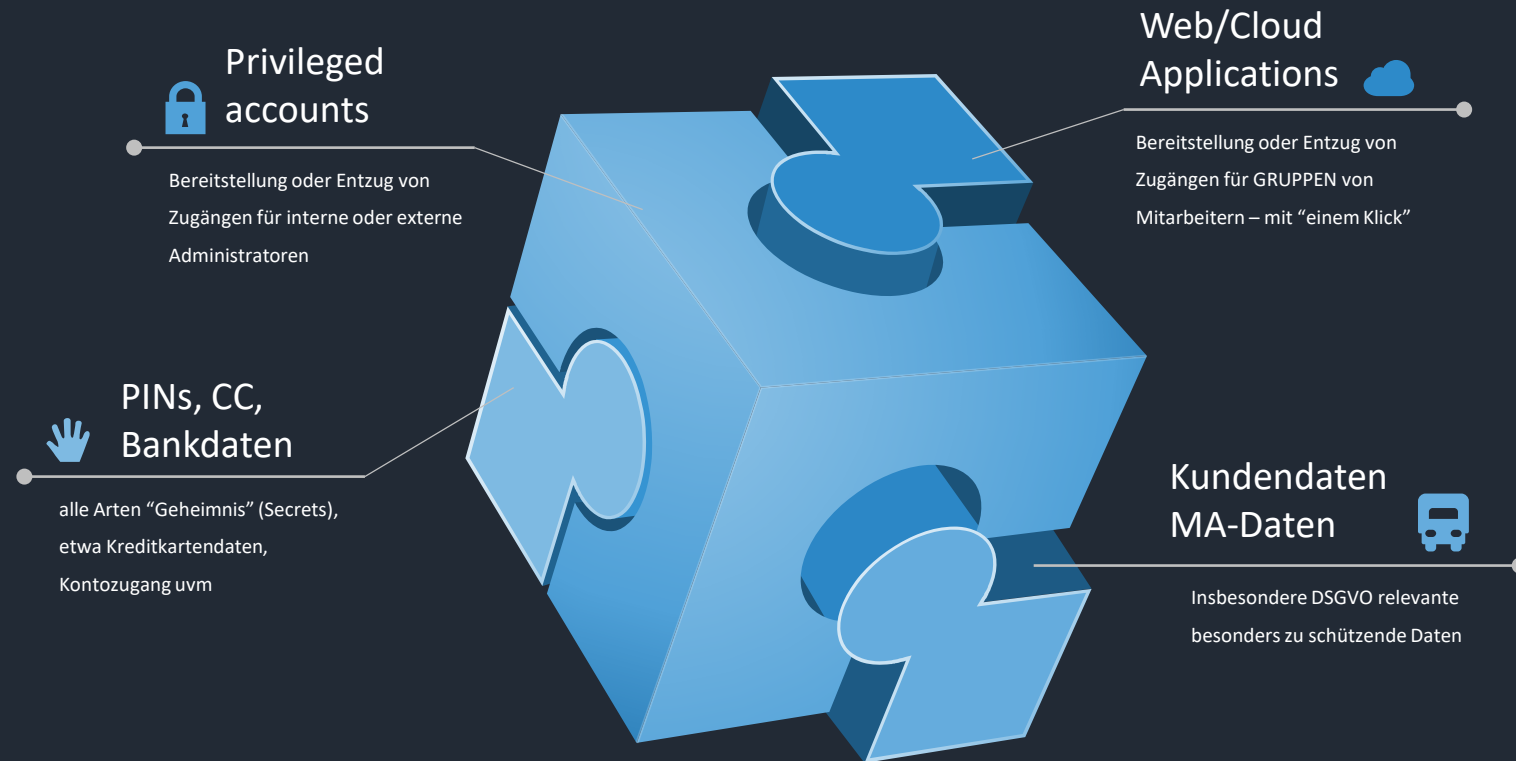 Privileged
accounts
Bereitstellung oder Entzug von
Zugängen für interne oder externe
Administratoren
Web/Cloud
Applications
Bereitstellung oder Entzug von
Zugängen für GRUPPEN von
Mitarbeitern – mit “einem Klick”
PINs, CC,
Bankdaten
alle Arten “Geheimnis” (Secrets),
etwa Kreditkartendaten,
Kontozugang uvm
Kundendaten
MA-Daten
Insbesondere DSGVO relevante
besonders zu schützende Daten